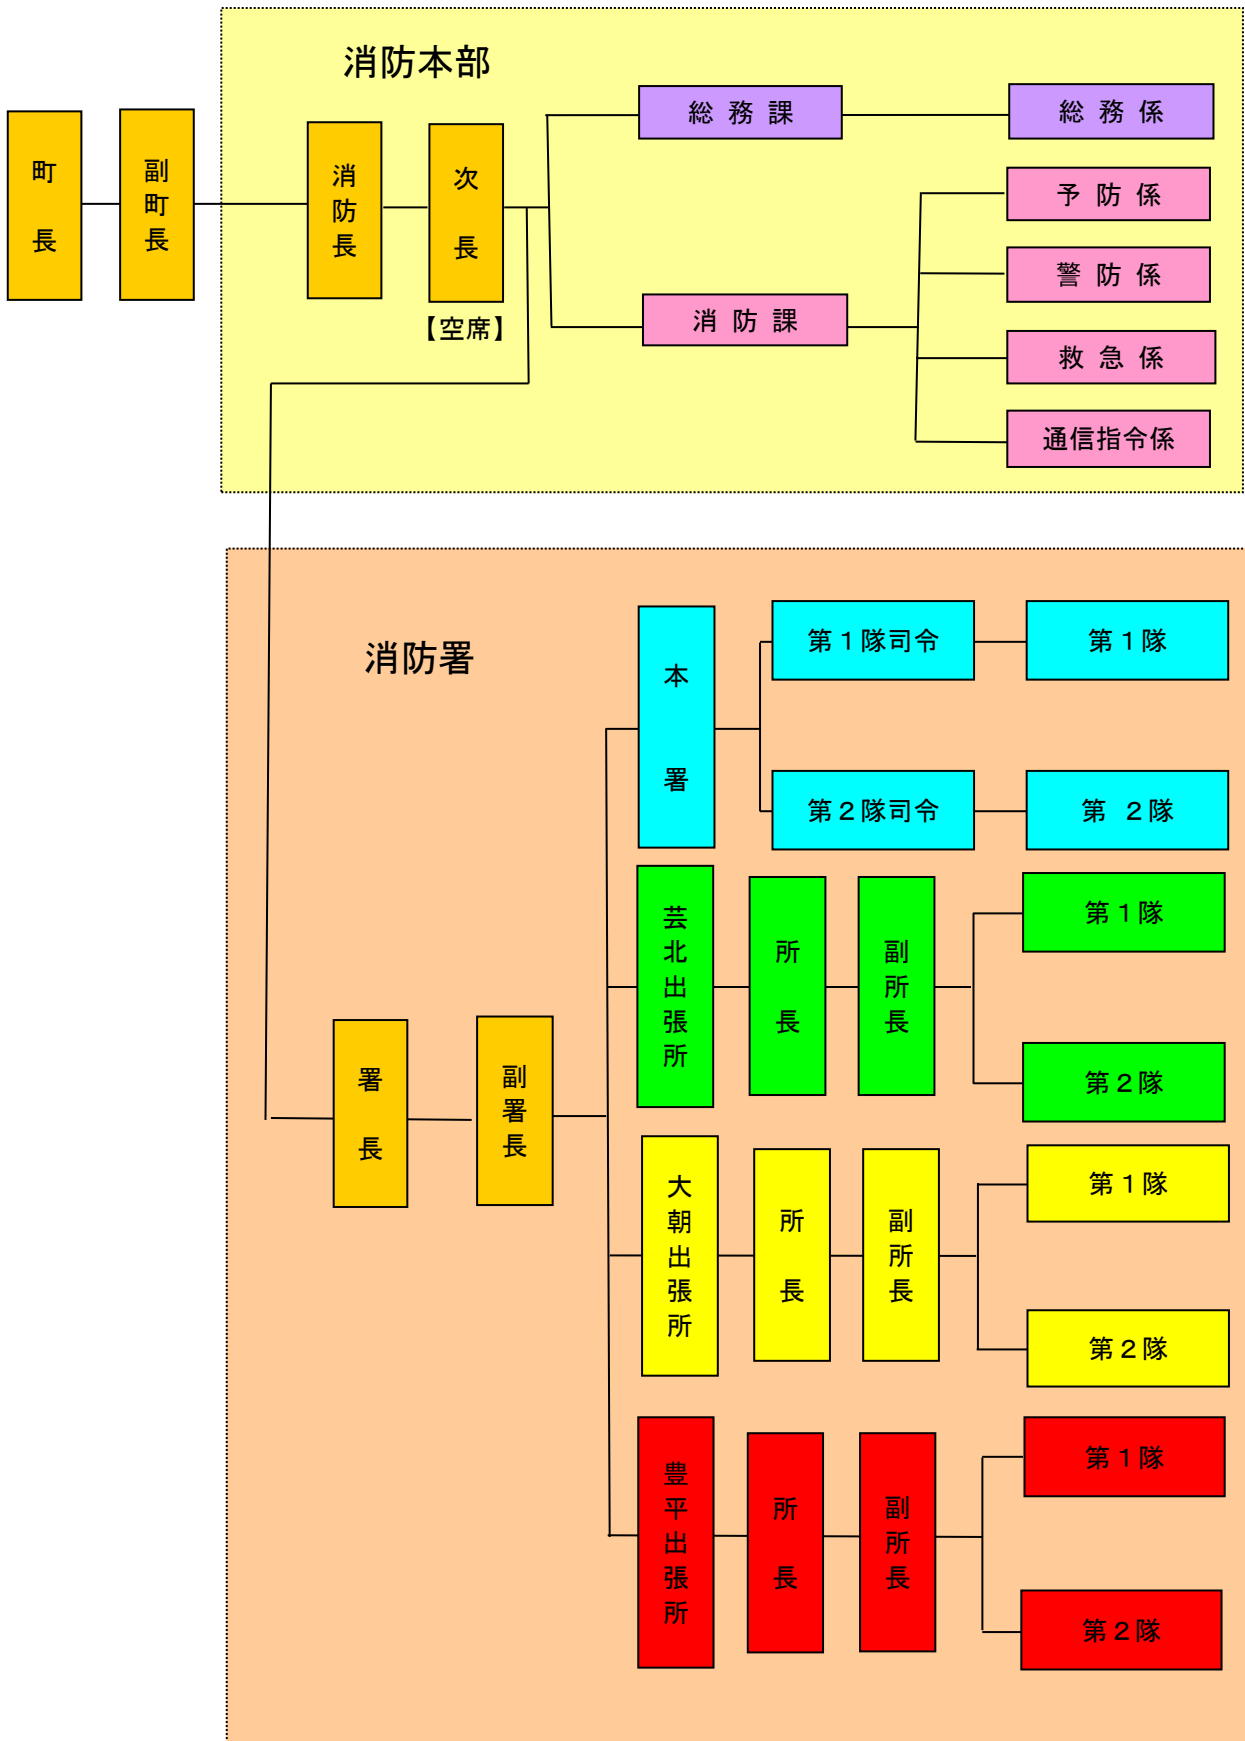 消防本部
町長
副町長
消防長
次長
【空席】
総務課
総務係
消防課
予防係
警防係
救急係
通信指令係
消防署
署長
副署長
本署
第1隊司令
第1隊
第2隊司令
第 2隊
芸北出張所
所長
副所長
第1隊
第2隊
大朝出張所
所長
副所長
第1隊
第2隊
豊平出張所
所長
副所長
第1隊
第2隊